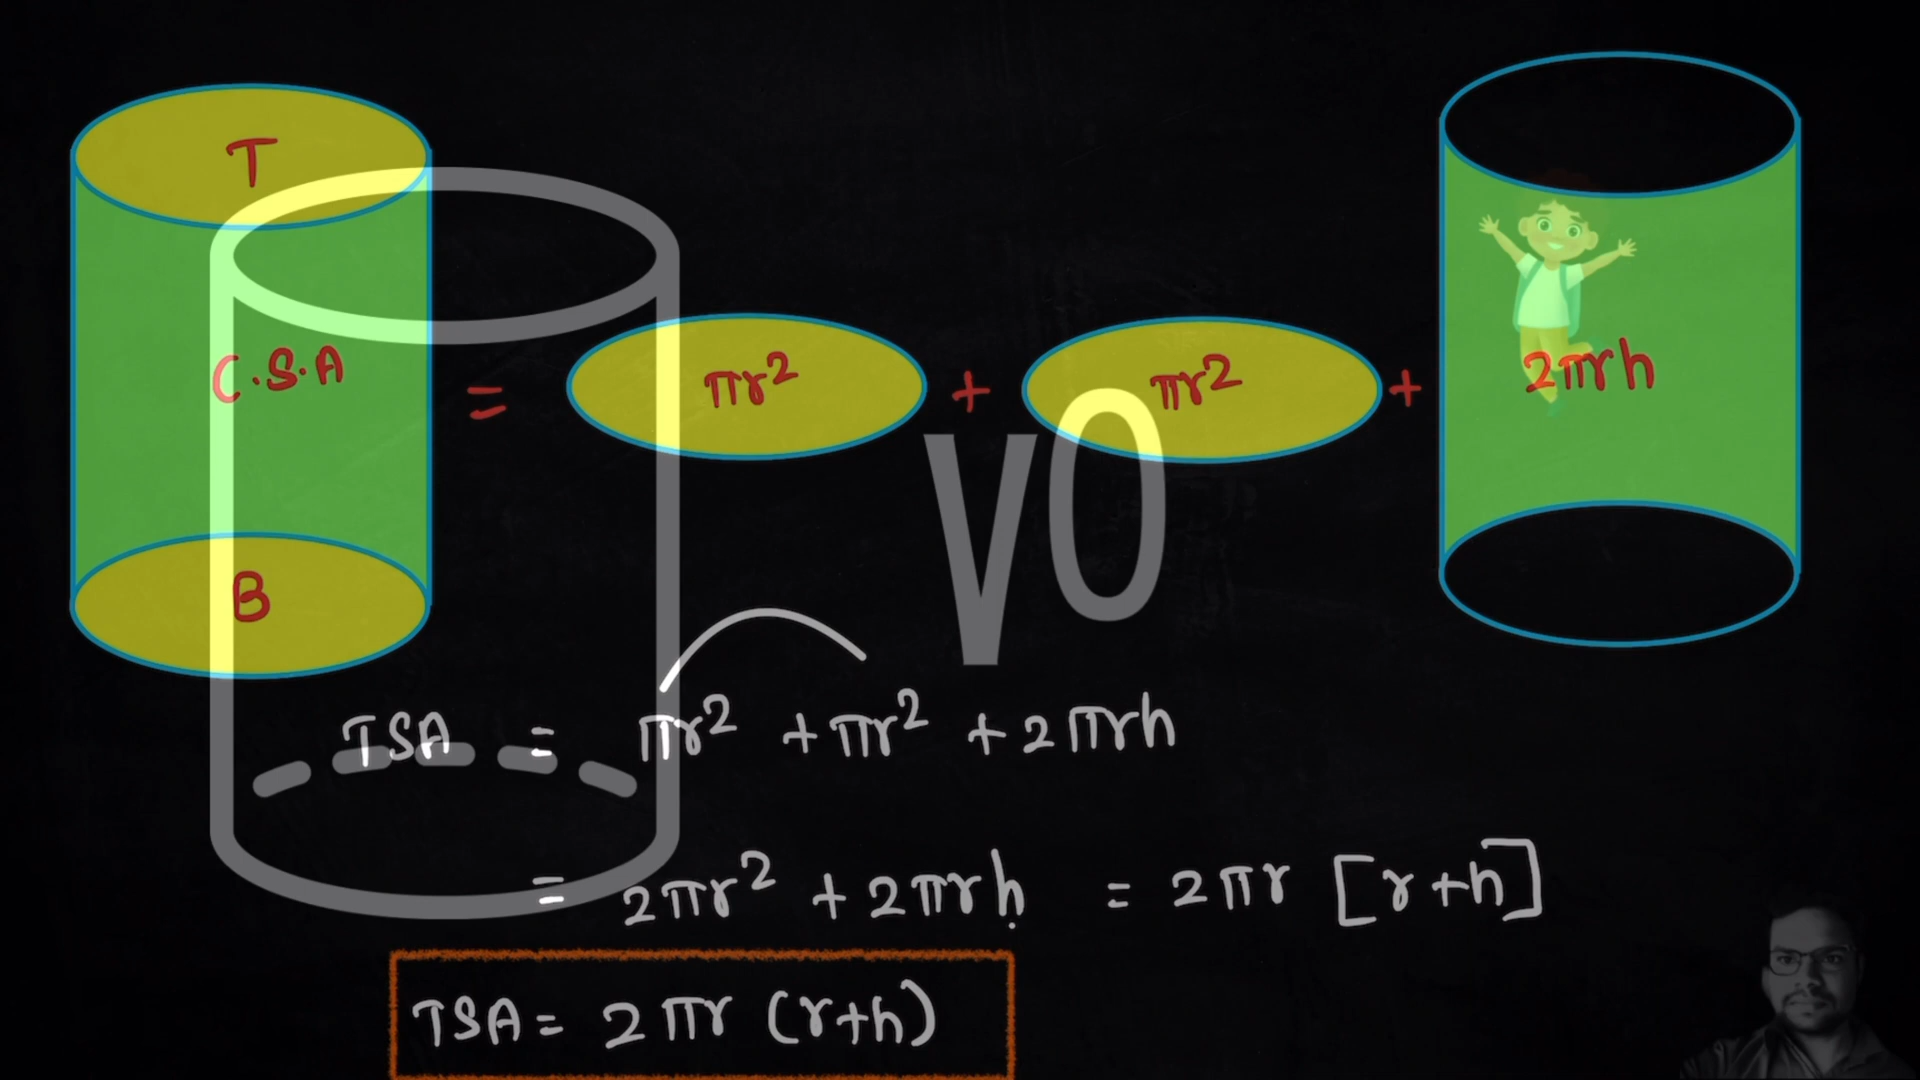 T
C.S.A
B
= πr² + πr² + 2πrh
VO
TSA = πr² + πr² + 2πrh
= 2πr² + 2πrh = 2πr [r+h]
TSA = 2πr (r+h)